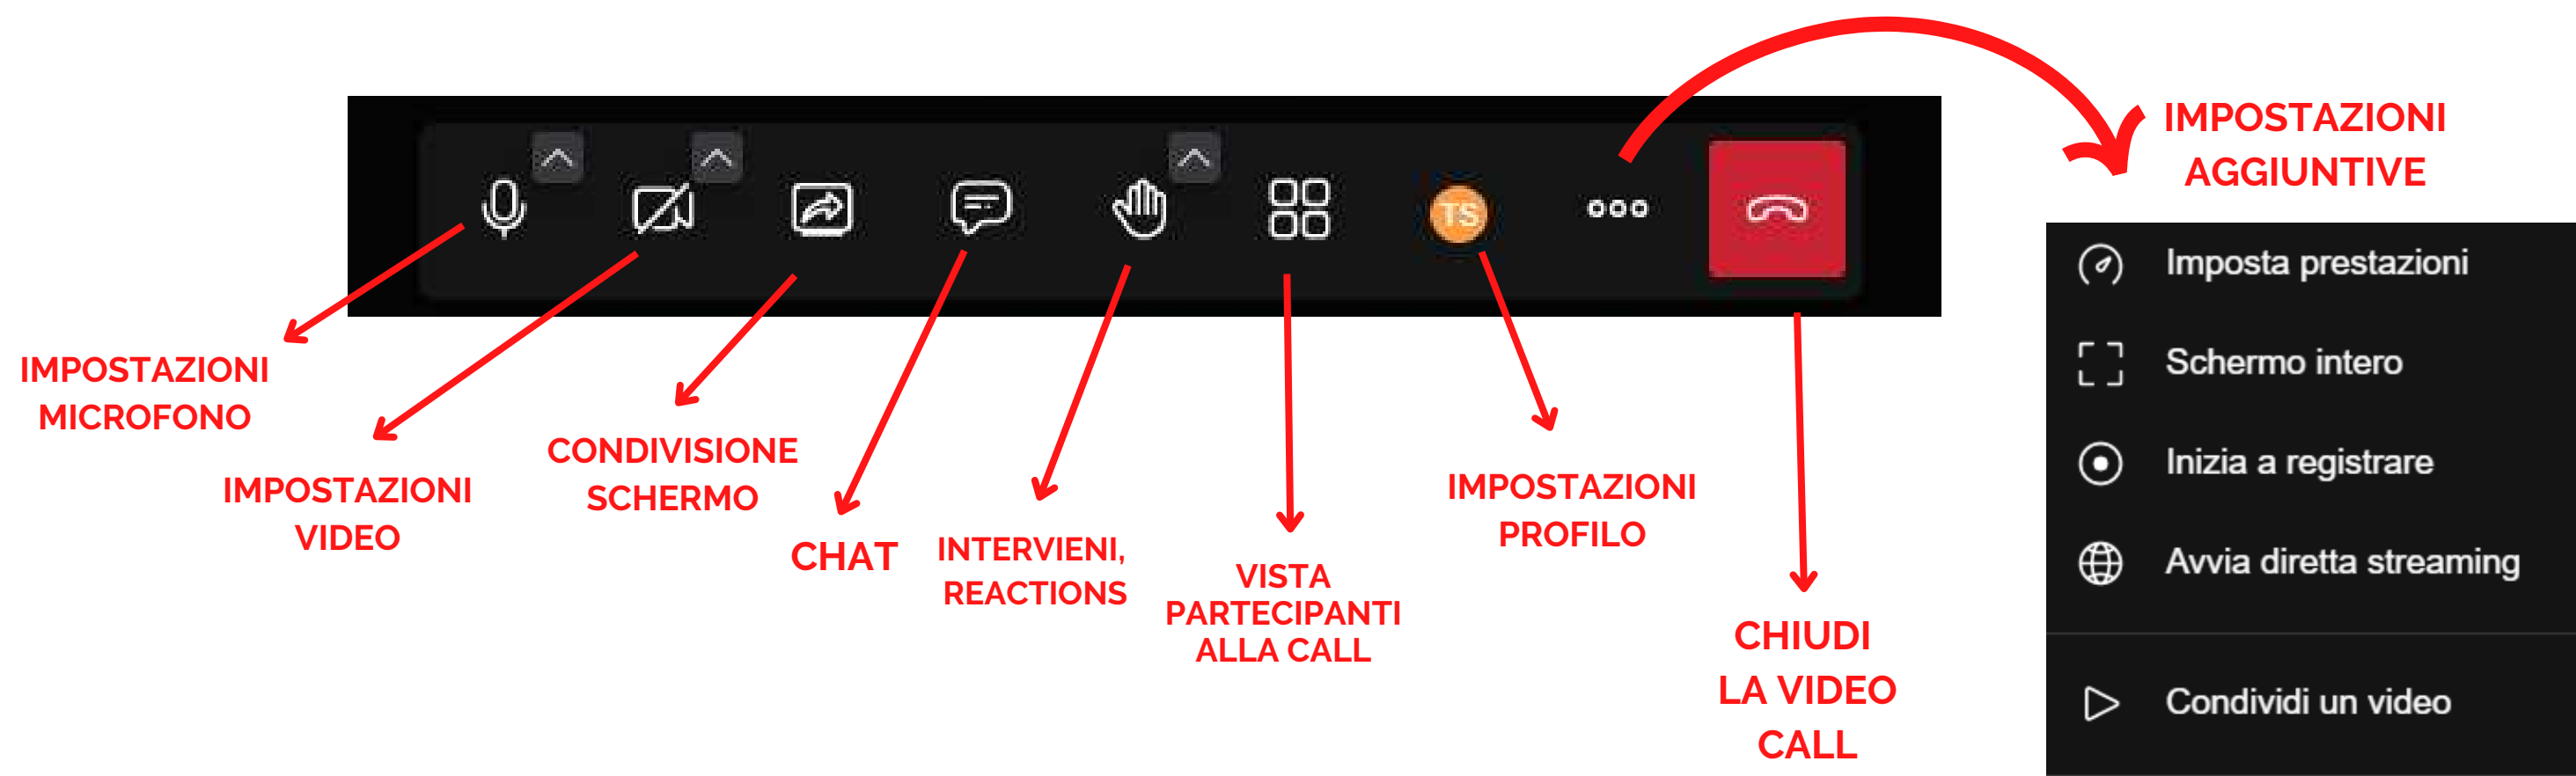 TS
IMPOSTAZIONI
MICROFONO
IMPOSTAZIONI
VIDEO
CONDIVISIONE
SCHERMO
CHAT
INTERVIENI,
REACTIONS
VISTA
PARTECIPANTI
ALLA CALL
IMPOSTAZIONI
PROFILO
CHIUDI
LA VIDEO
CALL
IMPOSTAZIONI
AGGIUNTIVE
Imposta prestazioni
Schermo intero
Inizia a registrare
Avvia diretta streaming
Condividi un video